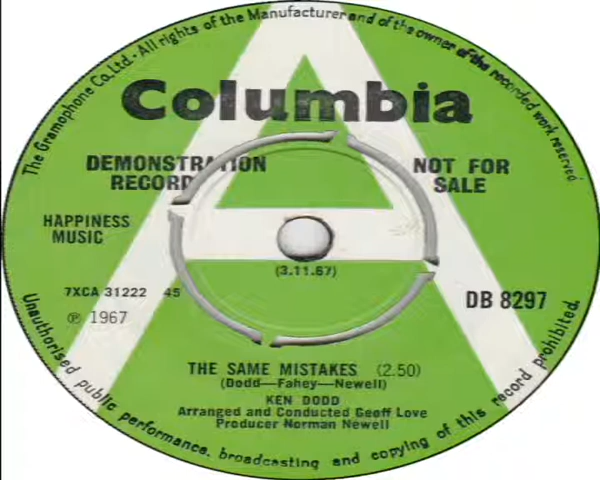 The Gramophone Co. Ltd. · All rights of the Manufacturer and of the owner of the recorded work reserved
Columbia
DEMONSTRATION
RECORD
NOT FOR
SALE
HAPPINESS
MUSIC
(3.11.67)
7XCA 31222 45
DB 8297
℗ 1967
THE SAME MISTAKES (2.50)
(Dodd—Fahey—Newell)
KEN DODD
Arranged and Conducted Geoff Love
Producer Norman Newell
Unauthorised public performance, broadcasting and copying of this record prohibited.